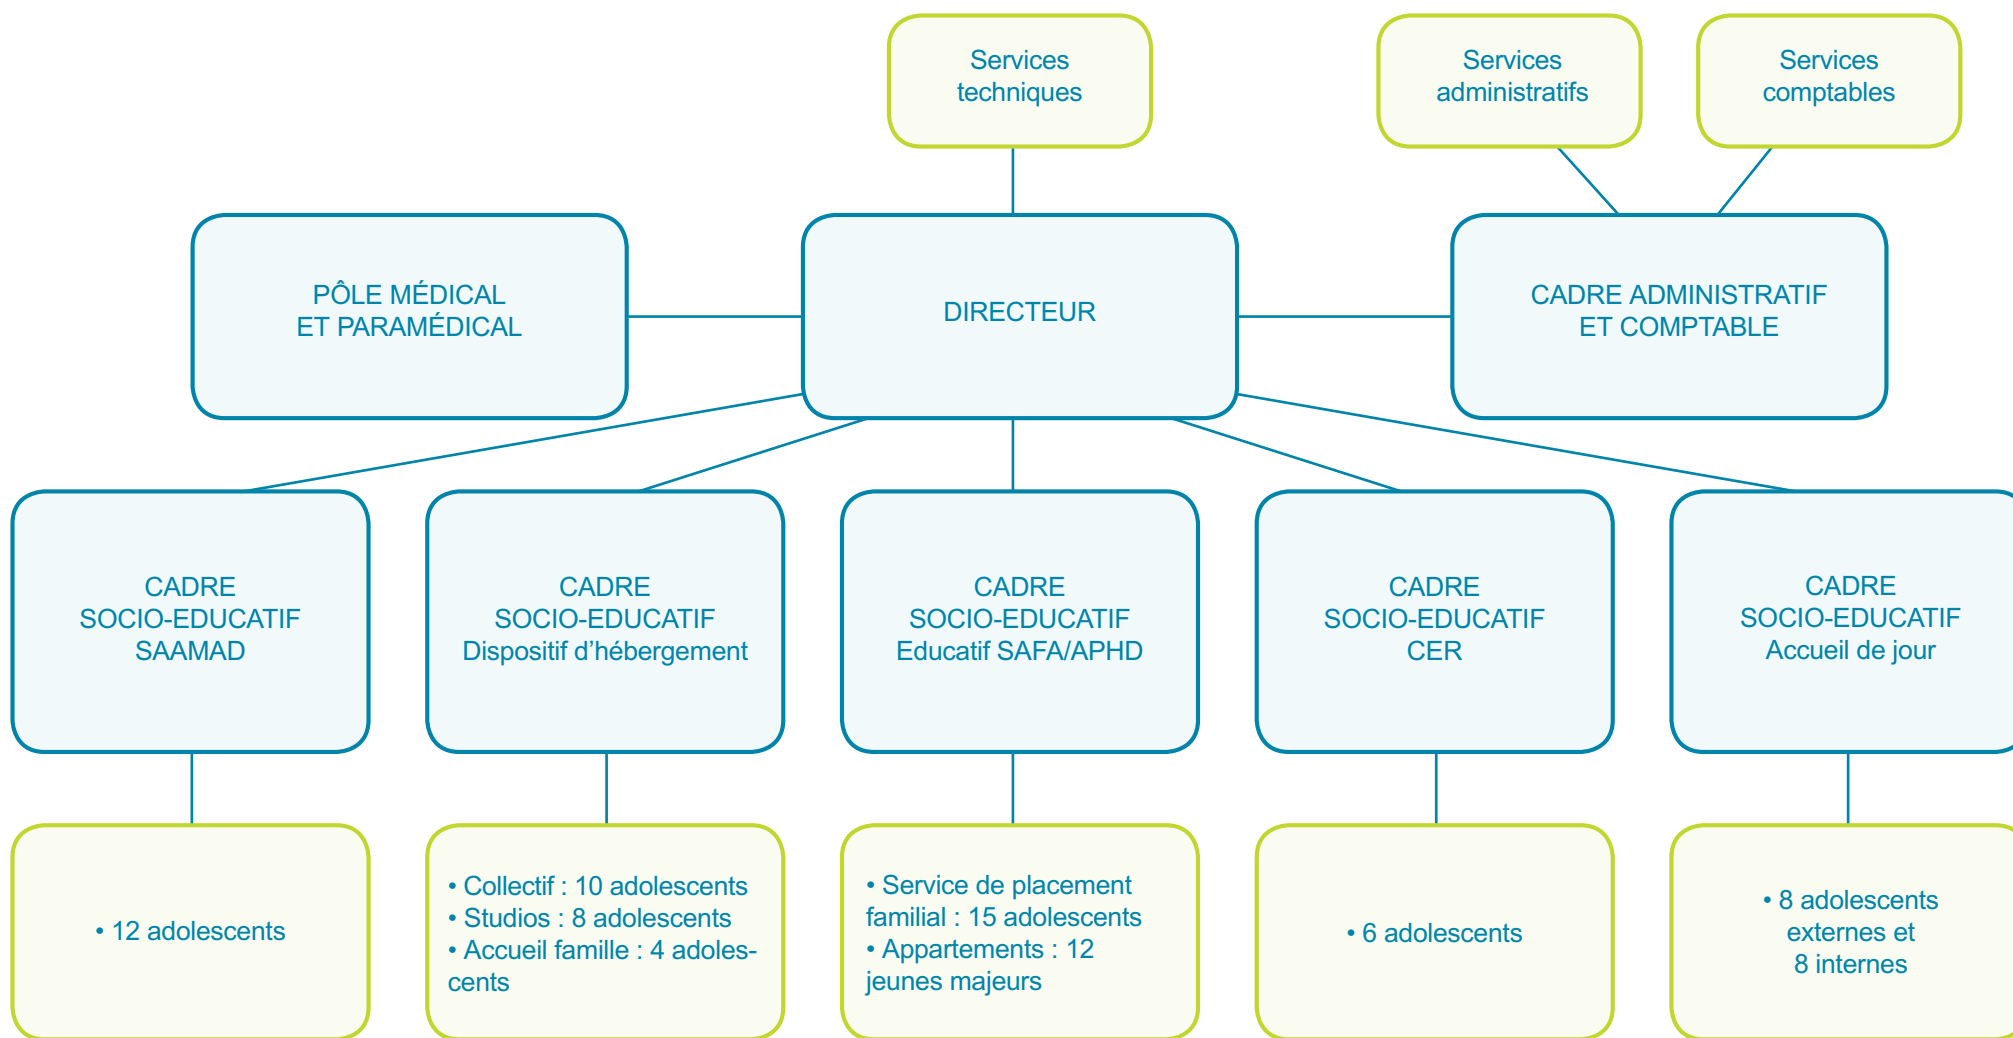 Services
techniques
Services
administratifs
Services
comptables
PÔLE MÉDICAL
ET PARAMÉDICAL
DIRECTEUR
CADRE ADMINISTRATIF
ET COMPTABLE
CADRE
SOCIO-EDUCATIF
SAAMAD
CADRE
SOCIO-EDUCATIF
Dispositif d’hébergement
CADRE
SOCIO-EDUCATIF
Educatif SAFA/APHD
CADRE
SOCIO-EDUCATIF
CER
CADRE
SOCIO-EDUCATIF
Accueil de jour
• 12 adolescents
• Collectif : 10 adolescents
• Studios : 8 adolescents
• Accueil famille : 4 adoles-
cents
• Service de placement
familial : 15 adolescents
• Appartements : 12
jeunes majeurs
• 6 adolescents
• 8 adolescents
externes et
8 internes